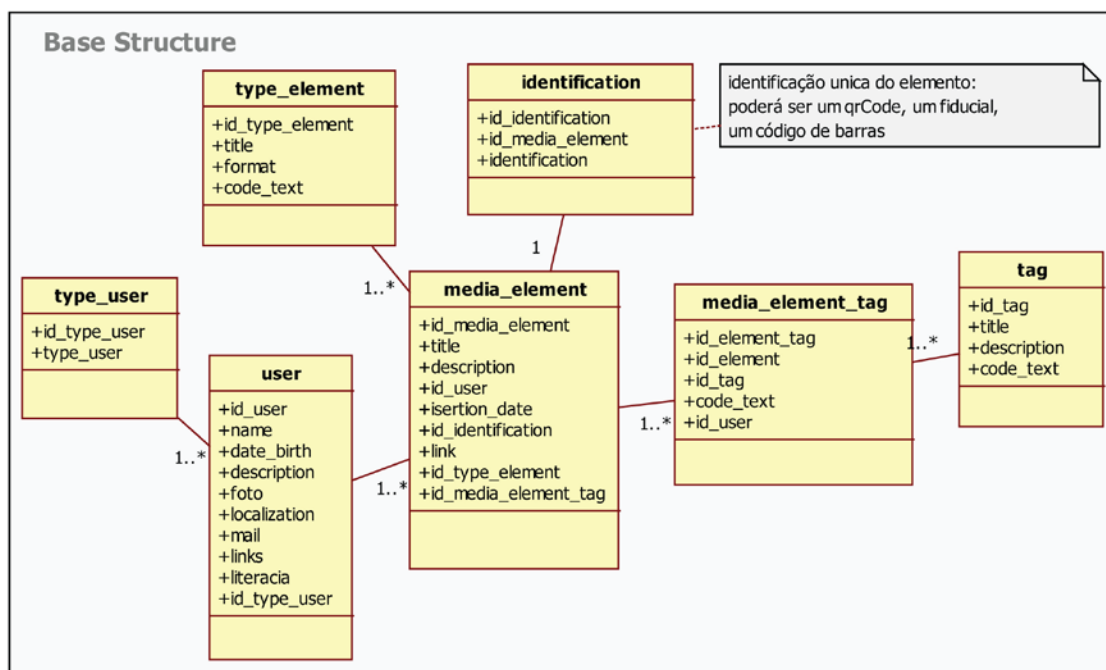 Base Structure
type_element
+id_type_element
+title
+format
+code_text
identification
+id_identification
+id_media_element
+identification
identificação unica do elemento:
poderá ser um qrCode, um fiducial,
um código de barras
1
1..*
type_user
+id_type_user
+type_user
1..*
user
+id_user
+name
+date_birth
+description
+foto
+localization
+mail
+links
+literacia
+id_type_user
1..*
media_element
+id_media_element
+title
+description
+id_user
+isertion_date
+id_identification
+link
+id_type_element
+id_media_element_tag
1..*
media_element_tag
+id_element_tag
+id_element
+id_tag
+code_text
+id_user
1..*
tag
+id_tag
+title
+description
+code_text